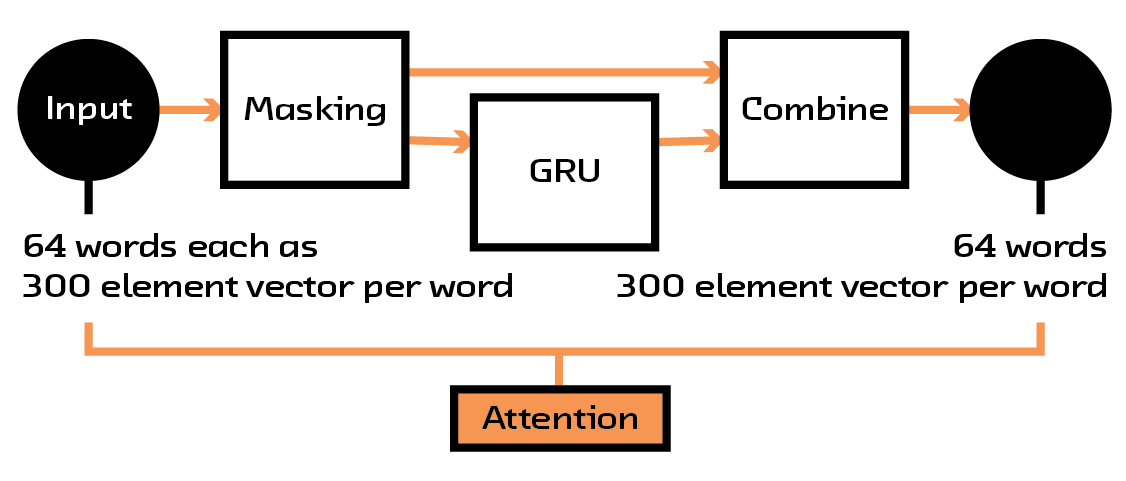 Input
Masking
GRU
Combine
64 words each as
300 element vector per word
64 words
300 element vector per word
Attention